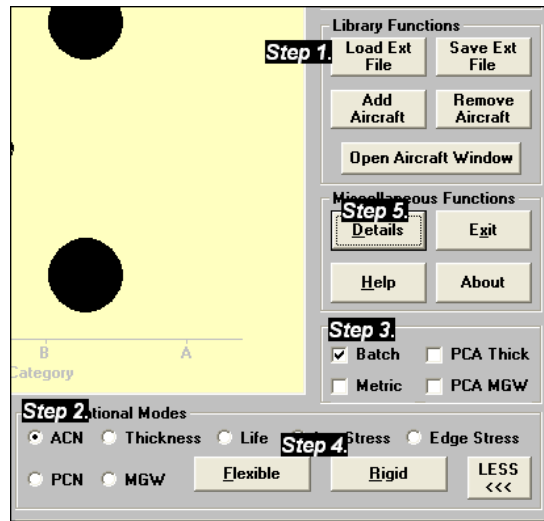 Library Functions
Step 1.
Load Ext File
Save Ext File
Add Aircraft
Remove Aircraft
Open Aircraft Window
Miscellaneous Functions
Step 5.
Details
Exit
Help
About
Step 3.
Batch
PCA Thick
Metric
PCA MGW
B
A
Category
Step 2.
ational Modes
ACN
Thickness
Life
Stress
Edge Stress
Step 4.
PCN
MGW
Flexible
Rigid
LESS
<<<